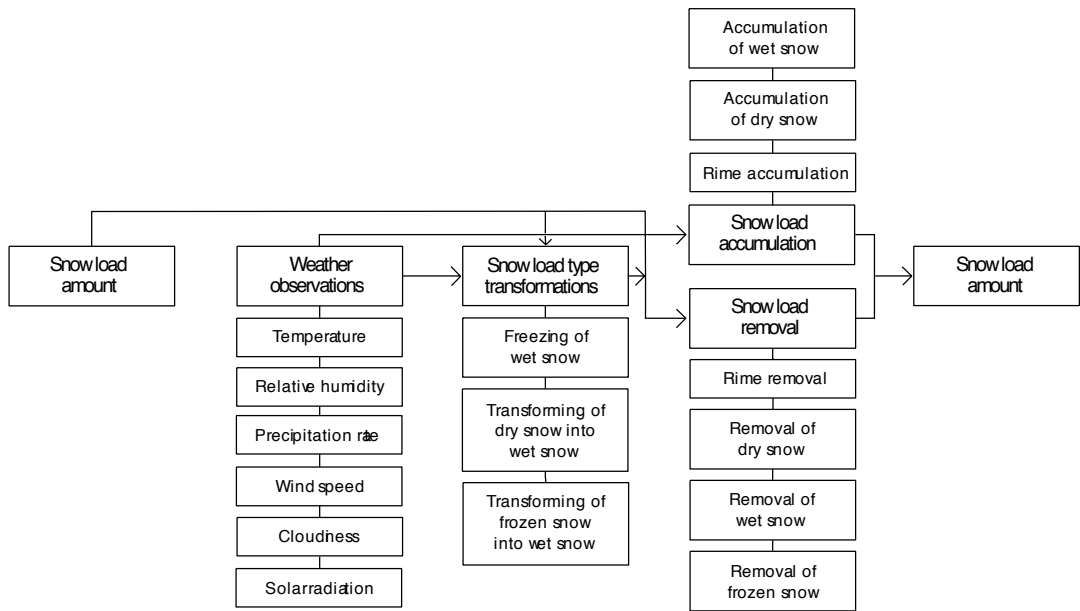 Snow load
amount
Weather
observations
Temperature
Relative humidity
Precipitation rate
Wind speed
Cloudiness
Solarradiation
Snow load type
transformations
Freezing of
wet snow
Transforming of
dry snow into
wet snow
Transforming of
frozen snow
into wet snow
Accumulation
of wet snow
Accumulation
of dry snow
Rime accumulation
Snow load
accumulation
Snow load
removal
Rime removal
Removal of
dry snow
Removal of
wet snow
Removal of
frozen snow
Snow load
amount